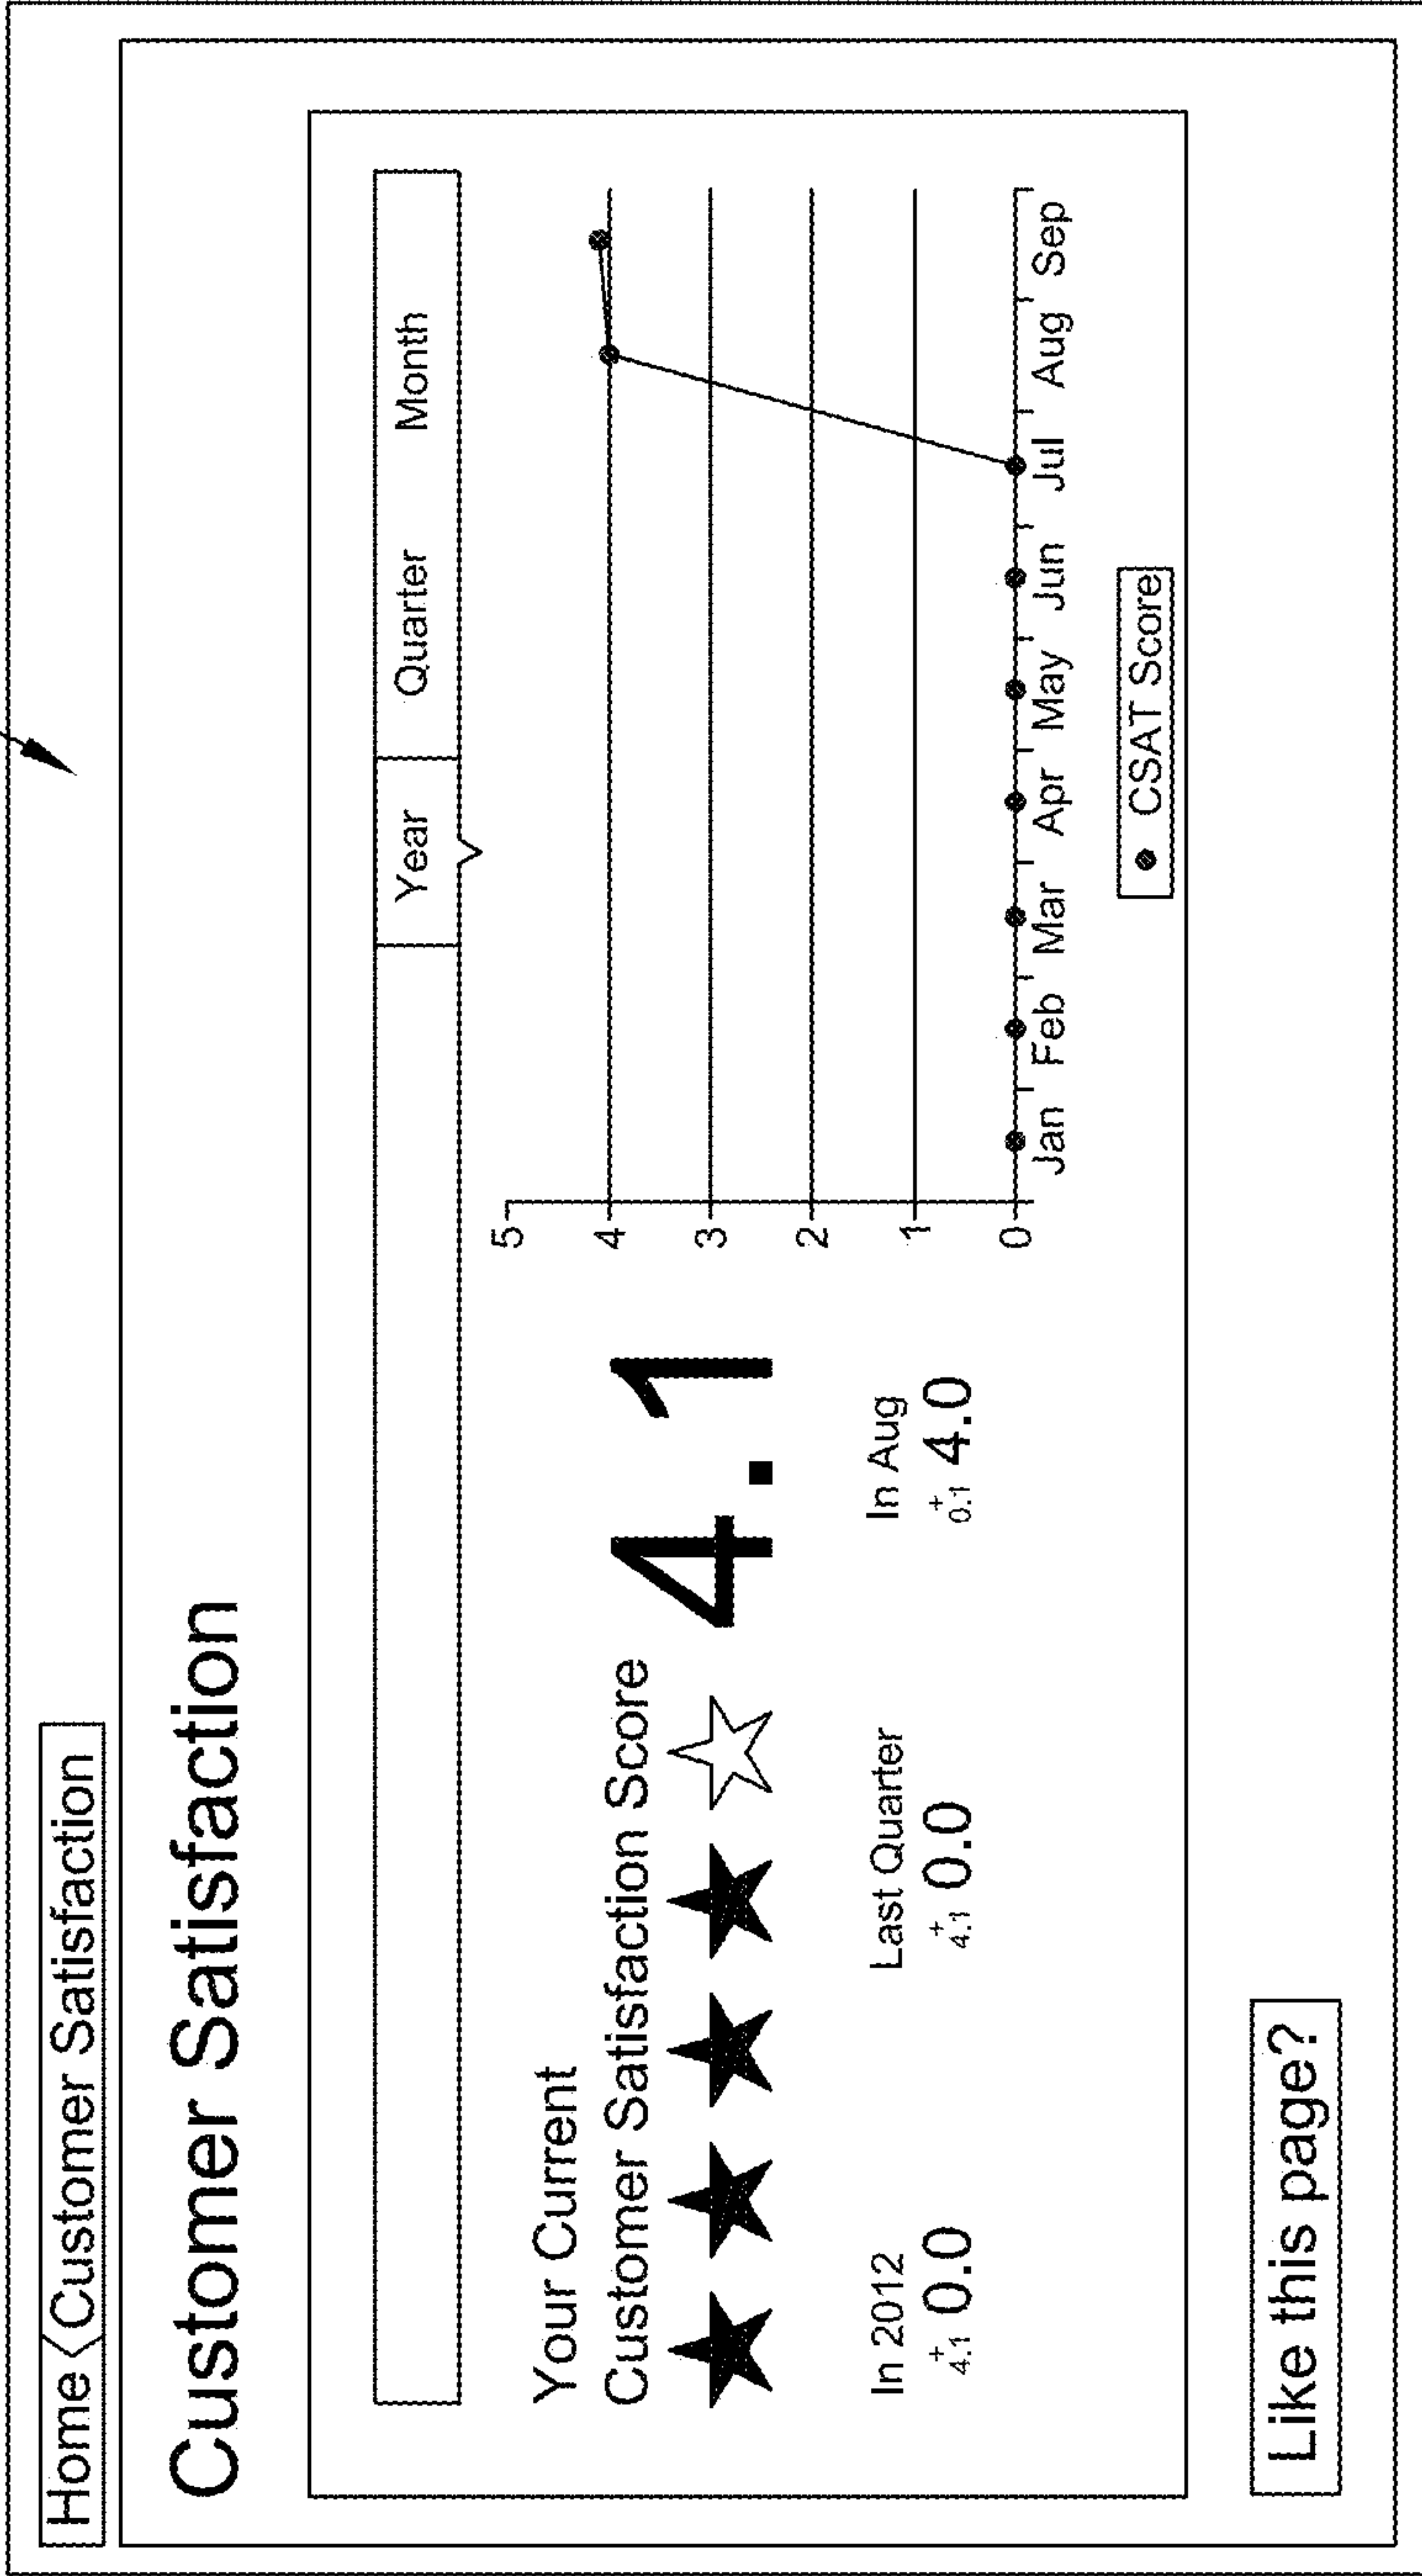 Home Customer Satisfaction
Customer Satisfaction
Year Quarter Month
Your Current
Customer Satisfaction Score
4.1
In 2012
+
4.1 0.0
Last Quarter
+
4.1 0.0
In Aug
+
0.1 4.0
5
4
3
2
1
0
Jan Feb Mar Apr May Jun Jul Aug Sep
CSAT Score
Like this page?